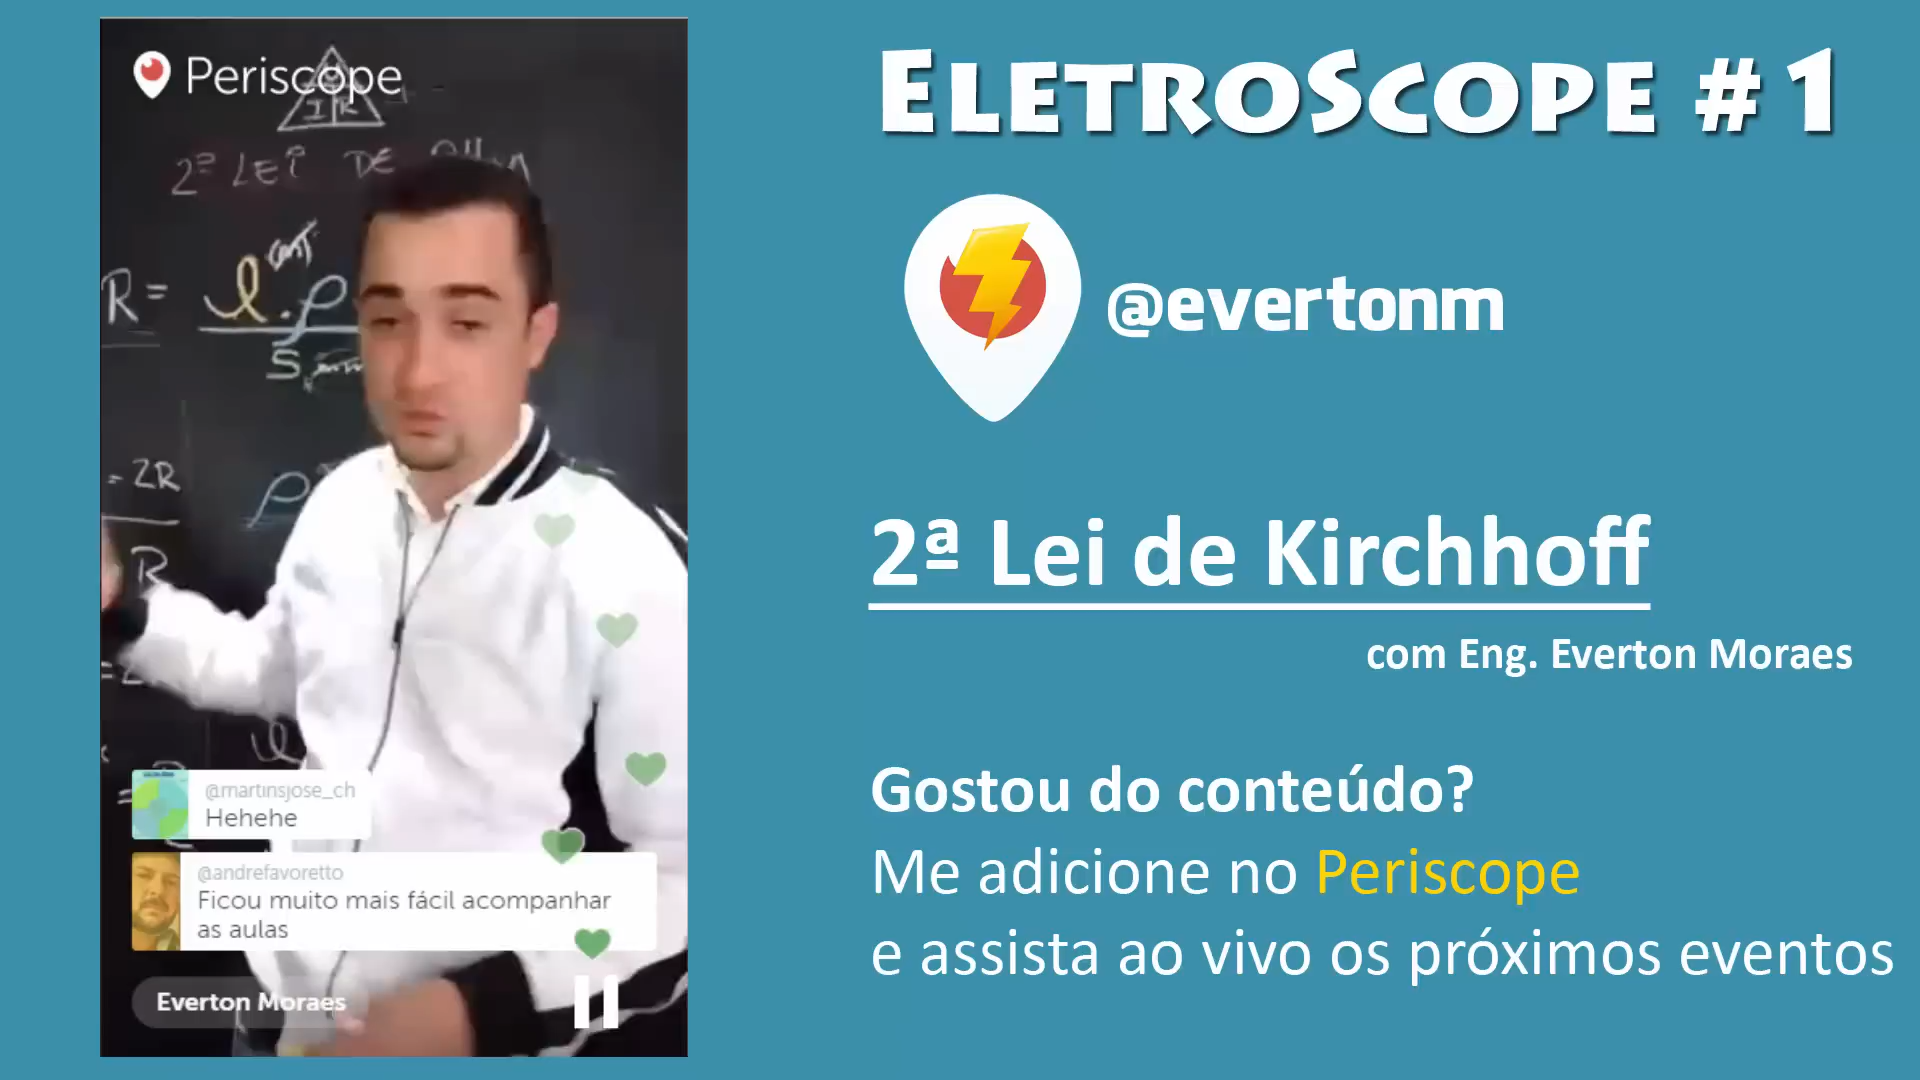 Periscope
I R
2ª LEI DE
R =
l . ρ
S
= 2R
ρ
R
@martinsjose_ch
Hehehe
@andrefavoretto
Ficou muito mais fácil acompanhar
as aulas
Everton Moraes
ELETROSCOPE #1
@evertonm
2ª Lei de Kirchhoff
com Eng. Everton Moraes
Gostou do conteúdo?
Me adicione no Periscope
e assista ao vivo os próximos eventos